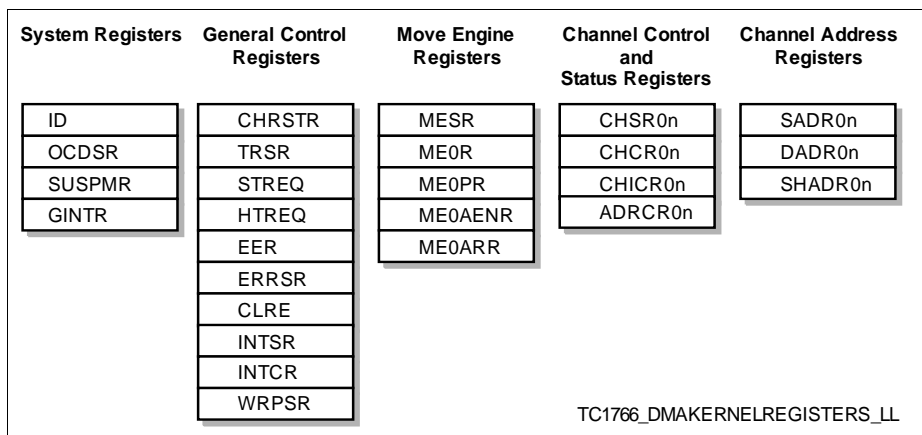 System Registers
General Control
Registers
Move Engine
Registers
Channel Control
and
Status Registers
Channel Address
Registers
ID
OCDSR
SUSPMR
GINTR
CHRSTR
TRSR
STREQ
HTREQ
EER
ERRSR
CLRE
INTSR
INTCR
WRPSR
MESR
ME0R
ME0PR
ME0AENR
ME0ARR
CHSR0n
CHCR0n
CHICR0n
ADRCR0n
SADR0n
DADR0n
SHADR0n
TC1766_DMAKERNELREGISTERS_LL